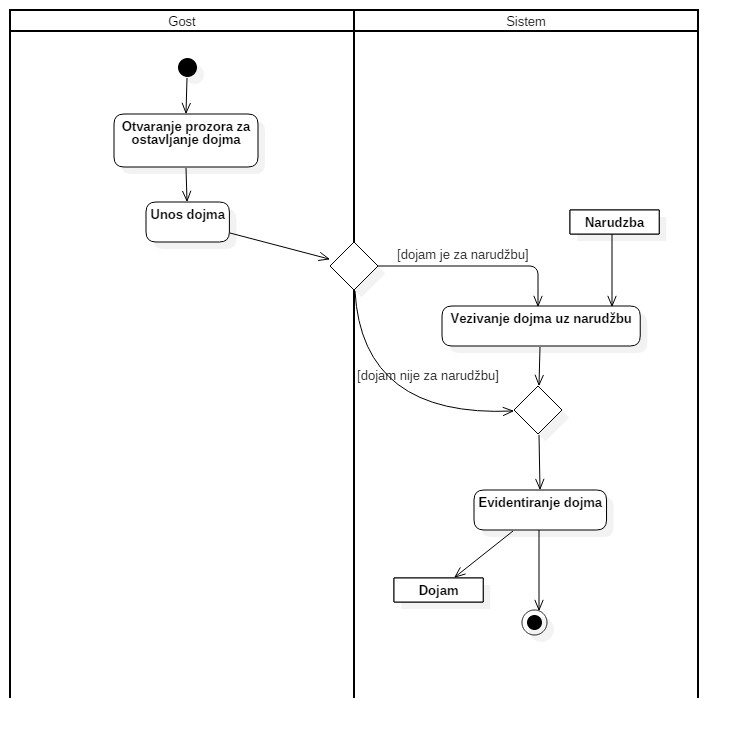 Gost
Sistem
Otvaranje prozora za
ostavljanje dojma
Unos dojma
Narudzba
[dojam je za narudžbu]
Vezivanje dojma uz narudžbu
[dojam nije za narudžbu]
Evidentiranje dojma
Dojam